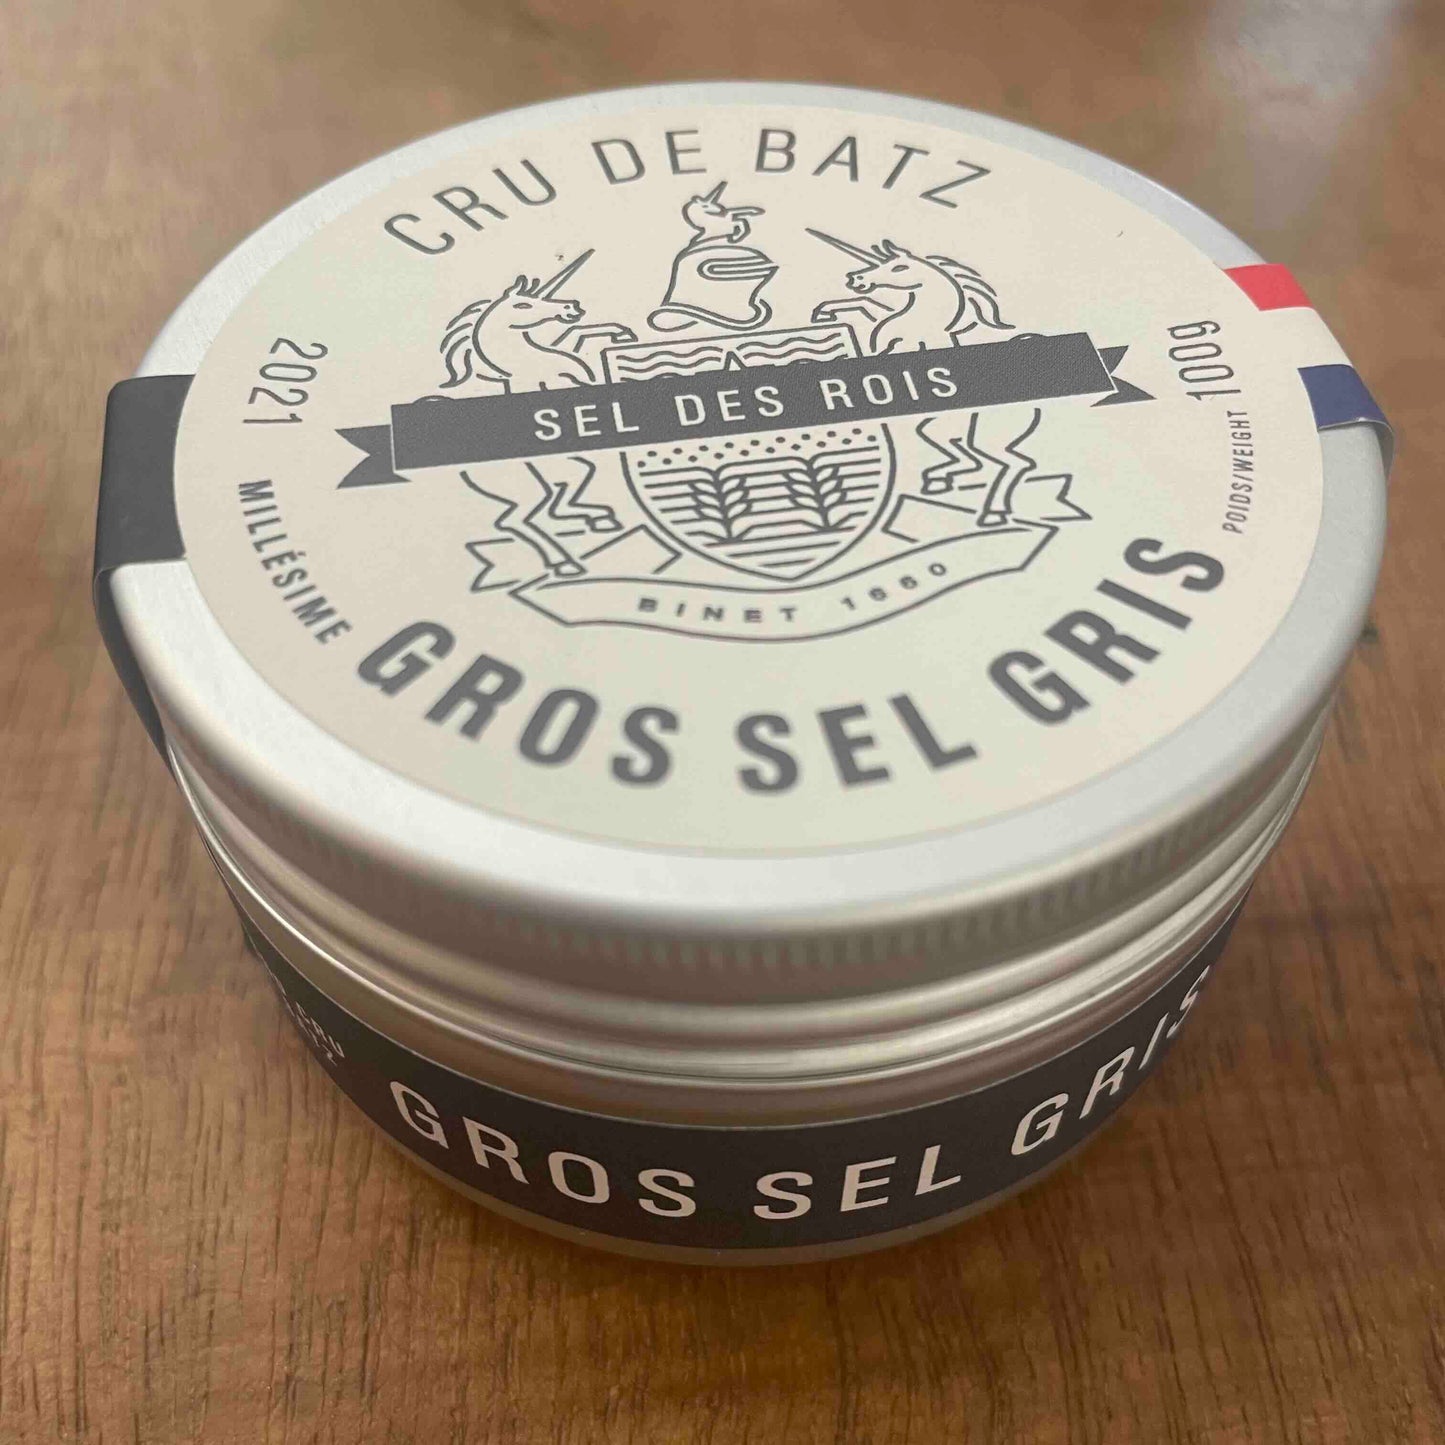 CRU DE BATZ
2021
100g
POIDS/WEIGHT
SEL DES ROIS
BINET 1660
MILLÉSIME
GROS SEL GRIS
GROS SEL GRIS